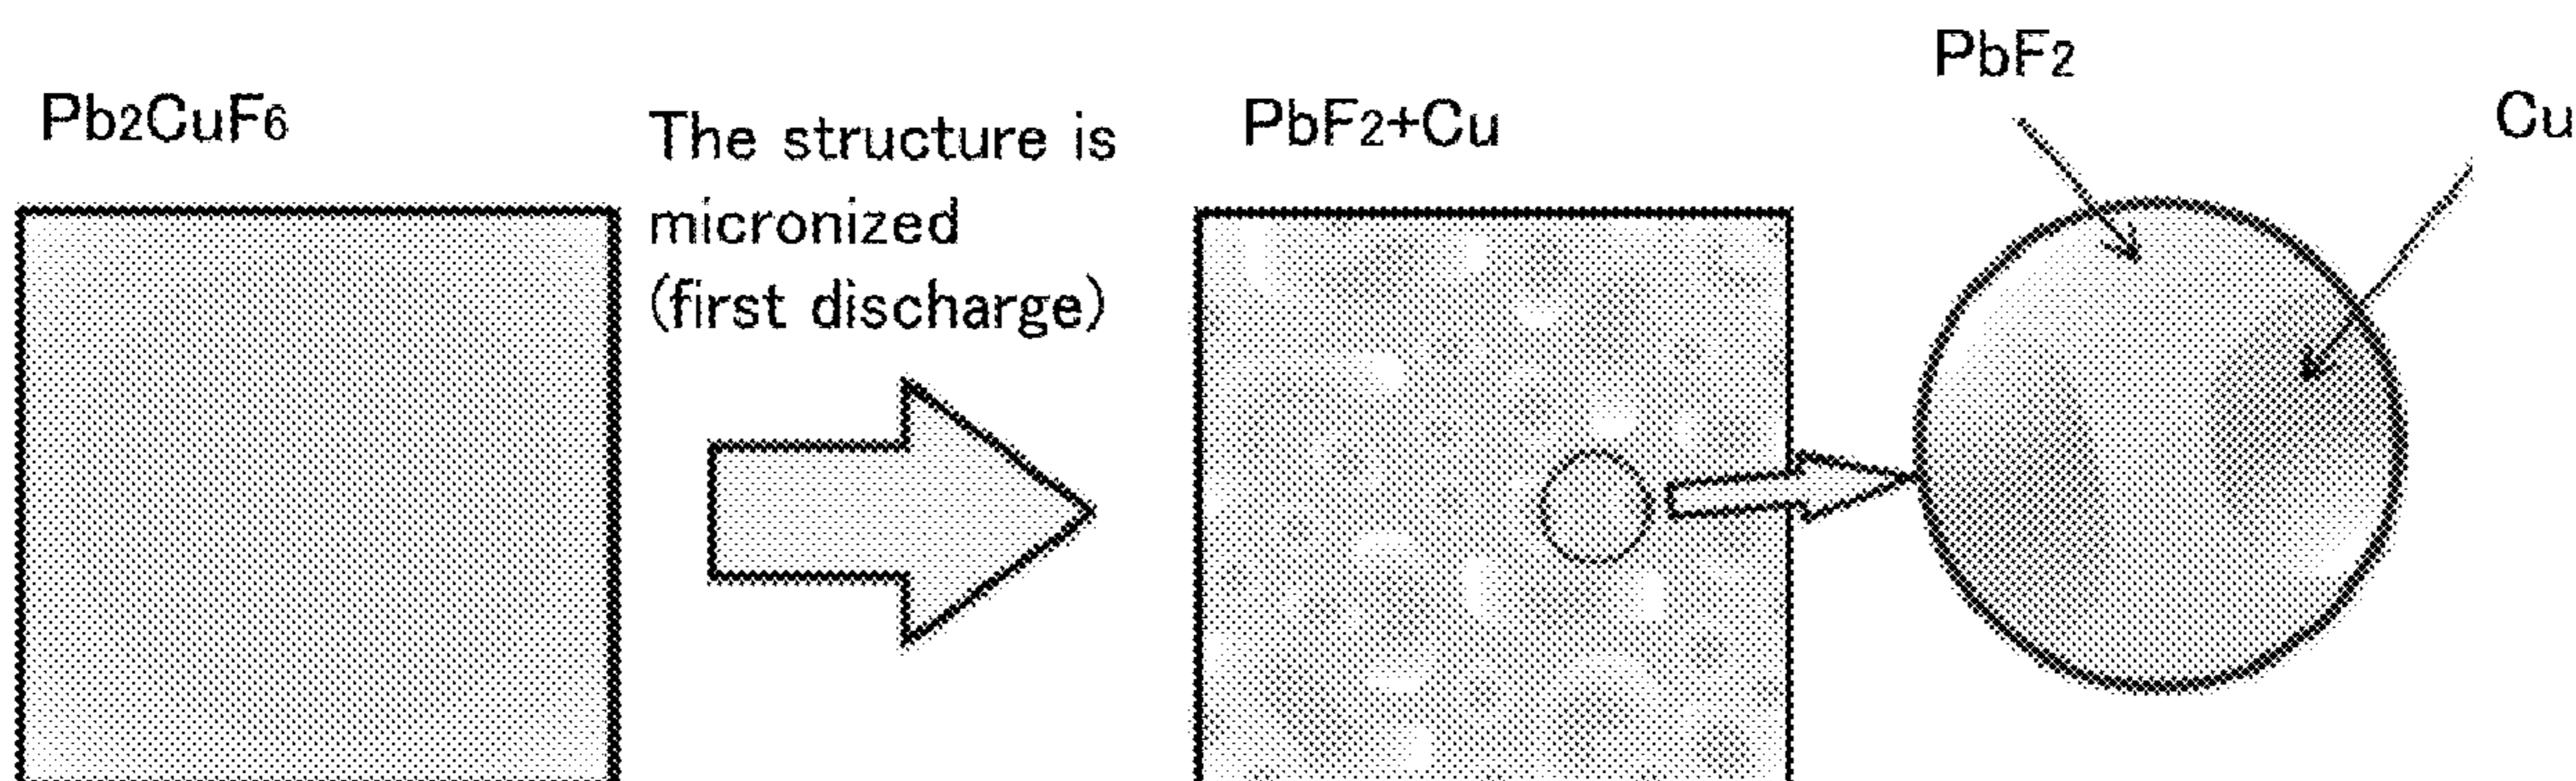 Pb2CuF6
The structure is
micronized
(first discharge)
PbF2+Cu
PbF2
Cu